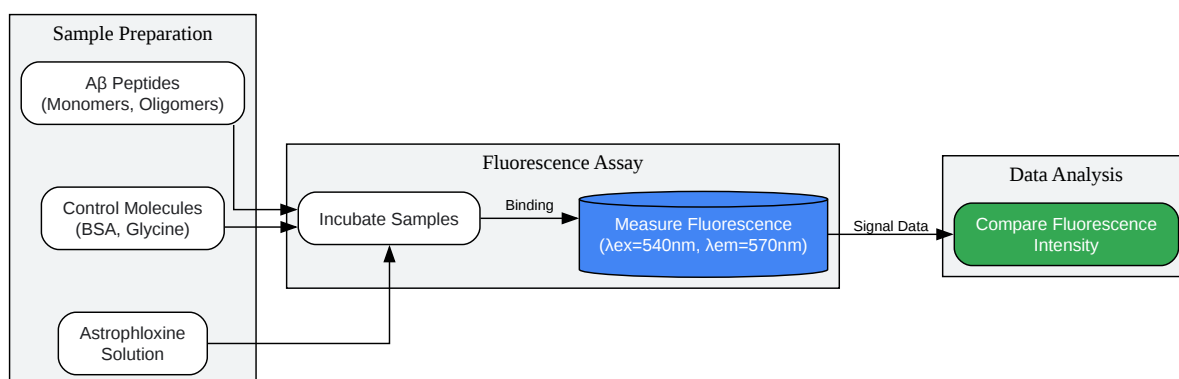 Sample Preparation
Aβ Peptides
(Monomers, Oligomers)
Control Molecules
(BSA, Glycine)
Astrophloxine
Solution
Fluorescence Assay
Incubate Samples
Binding
Measure Fluorescence
(λex=540nm, λem=570nm)
Signal Data
Data Analysis
Compare Fluorescence
Intensity